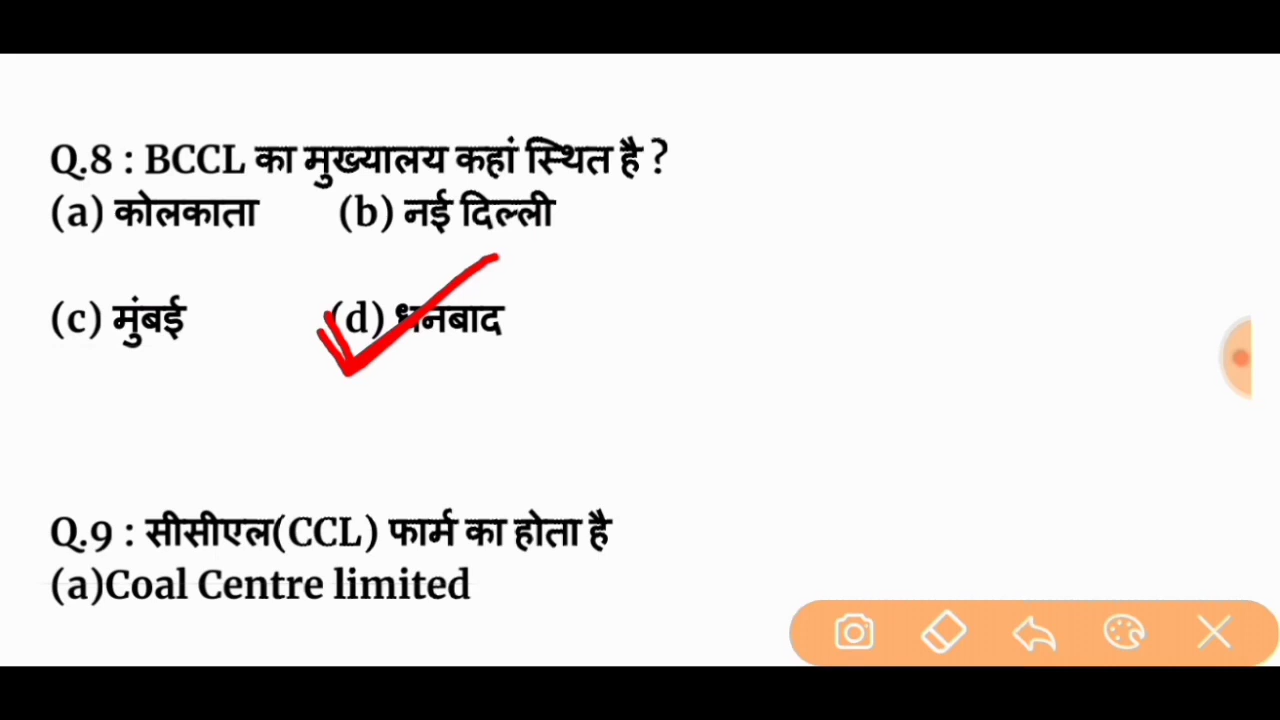 Q.8 : BCCL का मुख्यालय कहां स्थित है ?
(a) कोलकाता (b) नई दिल्ली
(c) मुंबई (d) धनबाद
Q.9 : सीसीएल(CCL) फार्म का होता है
(a)Coal Centre limited